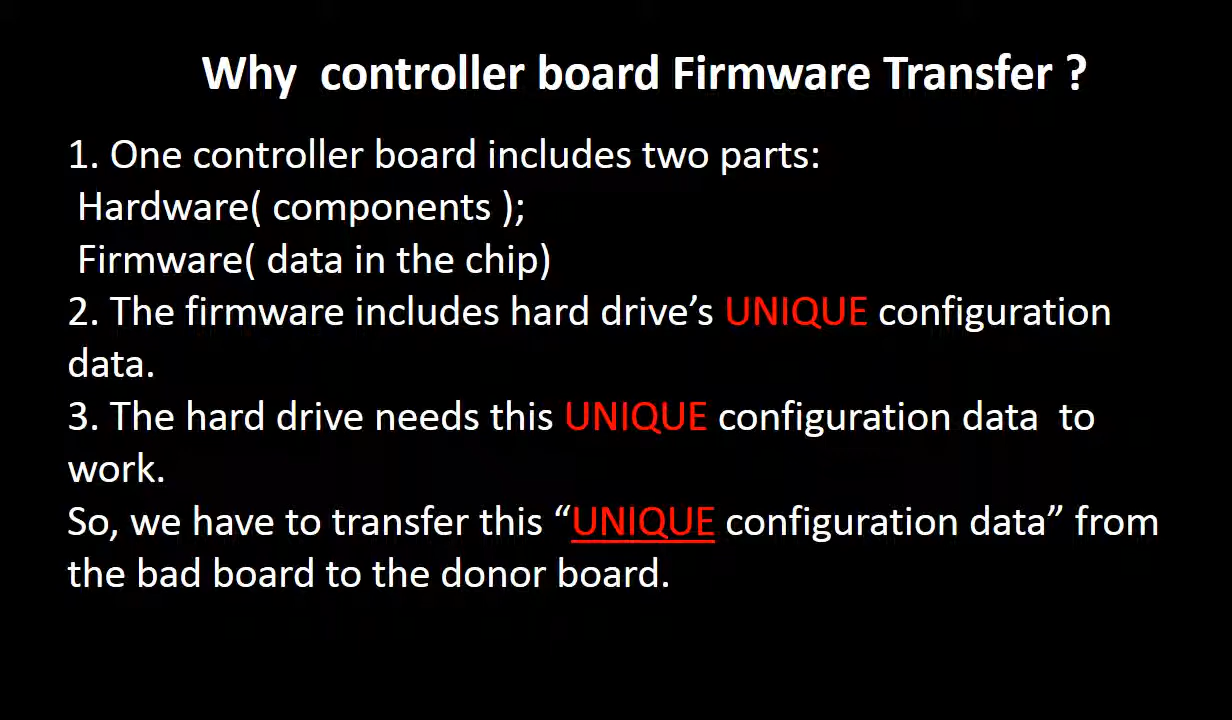 Why  controller board Firmware Transfer ?
1. One controller board includes two parts:
Hardware( components );
Firmware( data in the chip)
2. The firmware includes hard drive’s UNIQUE configuration
data.
3. The hard drive needs this UNIQUE configuration data  to
work.
So, we have to transfer this “UNIQUE configuration data” from
the bad board to the donor board.